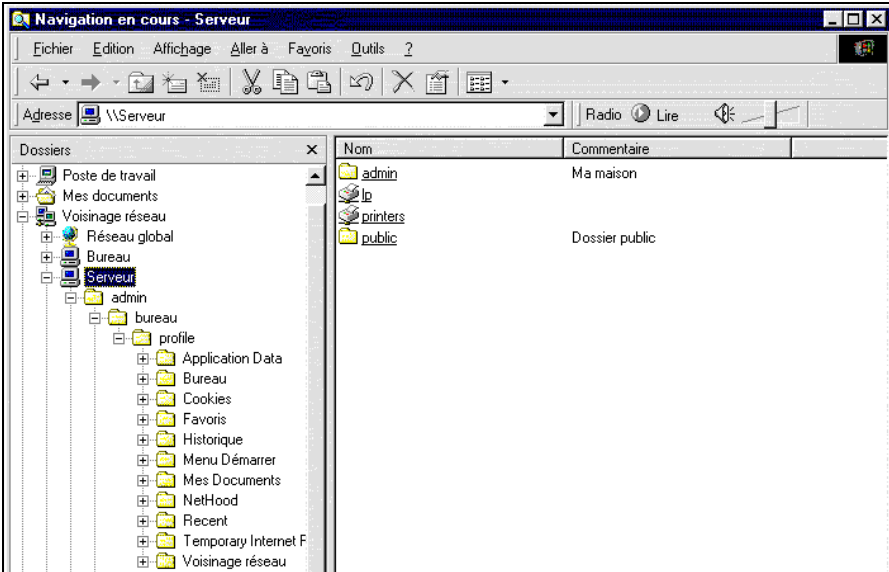 Navigation en cours - Serveur
Fichier Edition Affichage Aller à Favoris Outils ?
Adresse \\Serveur Radio Lire
Dossiers
Nom Commentaire
Poste de travail
Mes documents
Voisinage réseau
Réseau global
Bureau
Serveur
admin
bureau
profile
Application Data
Bureau
Cookies
Favoris
Historique
Menu Démarrer
Mes Documents
NetHood
Recent
Temporary Internet F
Voisinage réseau
admin Ma maison
lp
printers
public Dossier public